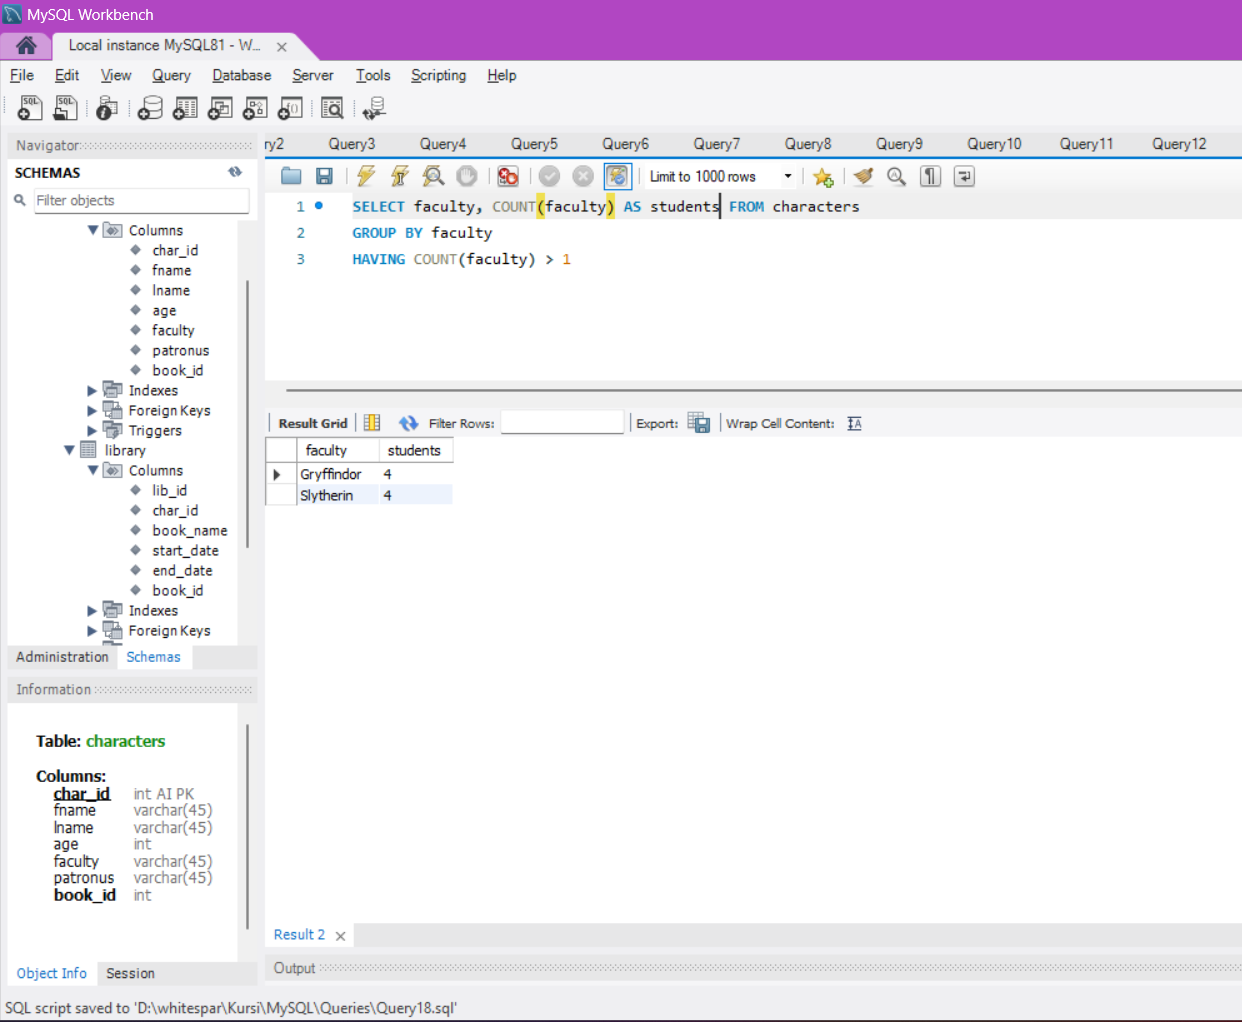 MySQL Workbench
Local instance MySQL81 - W...
File Edit View Query Database Server Tools Scripting Help
Navigator
SCHEMAS
Filter objects
Columns
char_id
fname
lname
age
faculty
patronus
book_id
Indexes
Foreign Keys
Triggers
library
Columns
lib_id
char_id
book_name
start_date
end_date
book_id
Indexes
Foreign Keys
Administration Schemas
Information
Table: characters
Columns:
char_id int AI PK
fname varchar(45)
lname varchar(45)
age int
faculty varchar(45)
patronus varchar(45)
book_id int
Object Info Session
ry2 Query3 Query4 Query5 Query6 Query7 Query8 Query9 Query10 Query11 Query12
Limit to 1000 rows
1 SELECT faculty, COUNT(faculty) AS students FROM characters
2 GROUP BY faculty
3 HAVING COUNT(faculty) > 1
Result Grid Filter Rows: Export: Wrap Cell Content:
faculty students
Gryffindor 4
Slytherin 4
Result 2
Output
SQL script saved to 'D:\whitespar\Kursi\MySQL\Queries\Query18.sql'